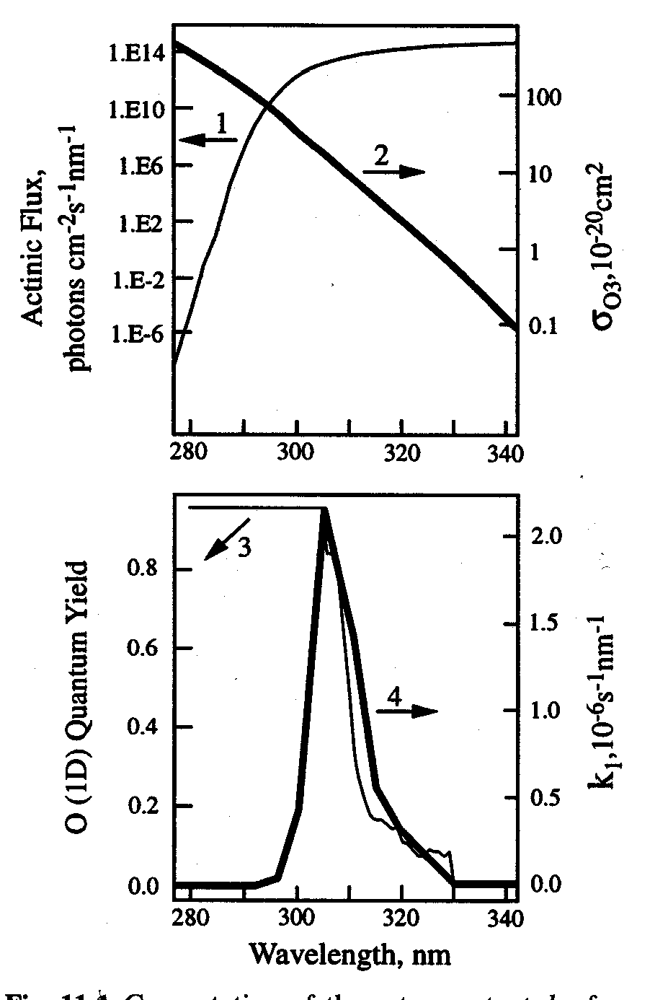 1.E14
1.E10
1.E6
1.E2
1.E-2
1.E-6
Actinic Flux,
photons cm-2s-1nm-1
1
2
100
10
1
0.1
σO3,10-20cm2
280 300 320 340
3
0.8
0.6
0.4
0.2
0.0
O (1D) Quantum Yield
4
2.0
1.5
1.0
0.5
0.0
k1,10-6s-1nm-1
280 300 320 340
Wavelength, nm